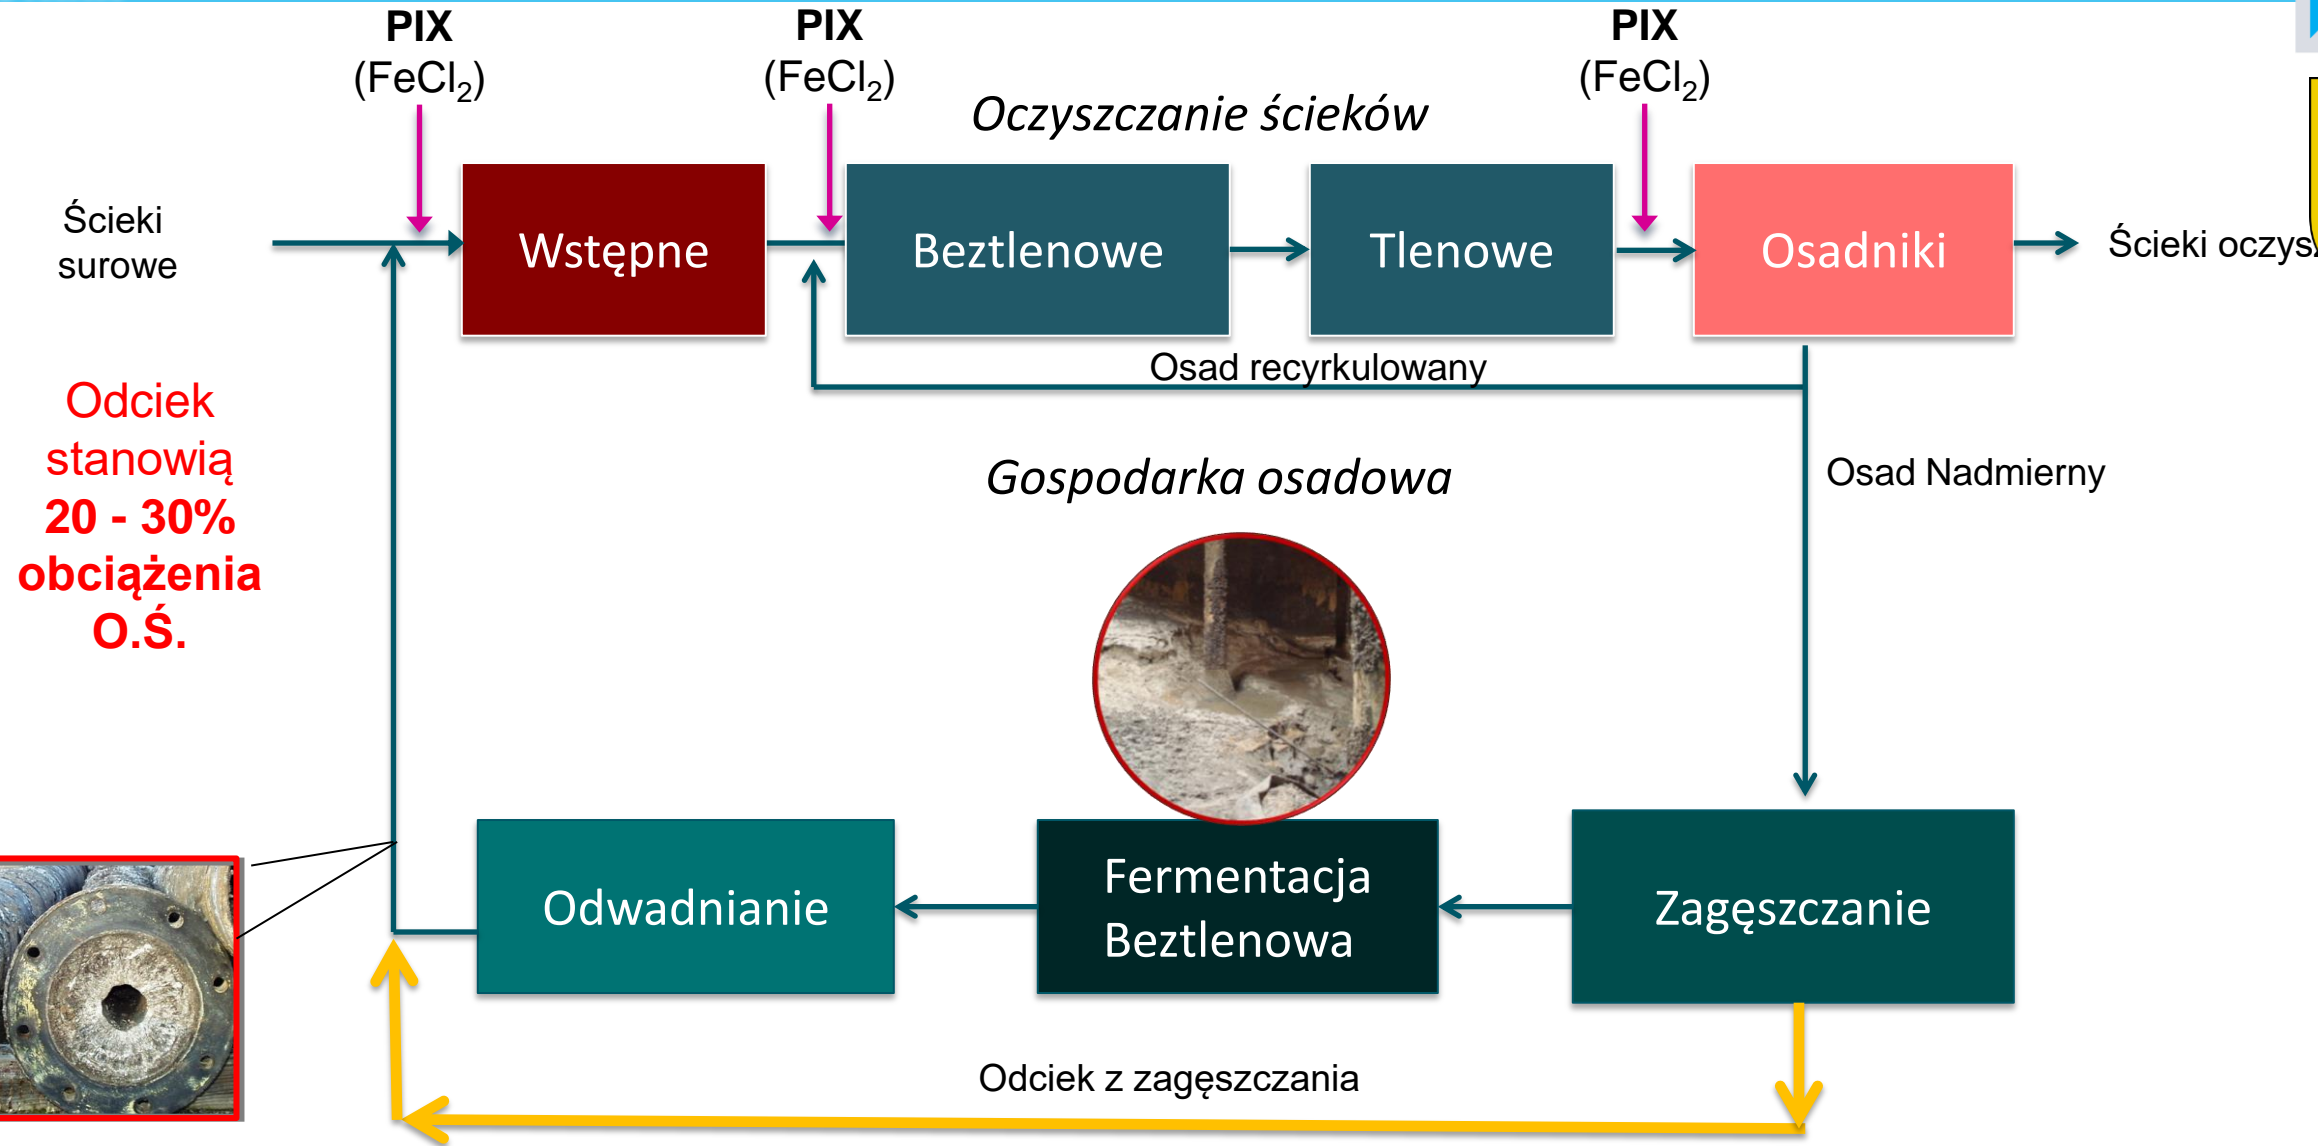 PIX
(FeCl₂)
PIX
(FeCl₂)
PIX
(FeCl₂)
Oczyszczanie ścieków
Ścieki
surowe
Wstępne
Beztlenowe
Tlenowe
Osadniki
Ścieki
Osad recyrkulowany
Odciek
stanowią
20 - 30%
obciążenia
O.Ś.
Gospodarka osadowa
Osad Nadmierny
Odwadnianie
Fermentacja
Beztlenowa
Zagęszczanie
Odciek z zagęszczania